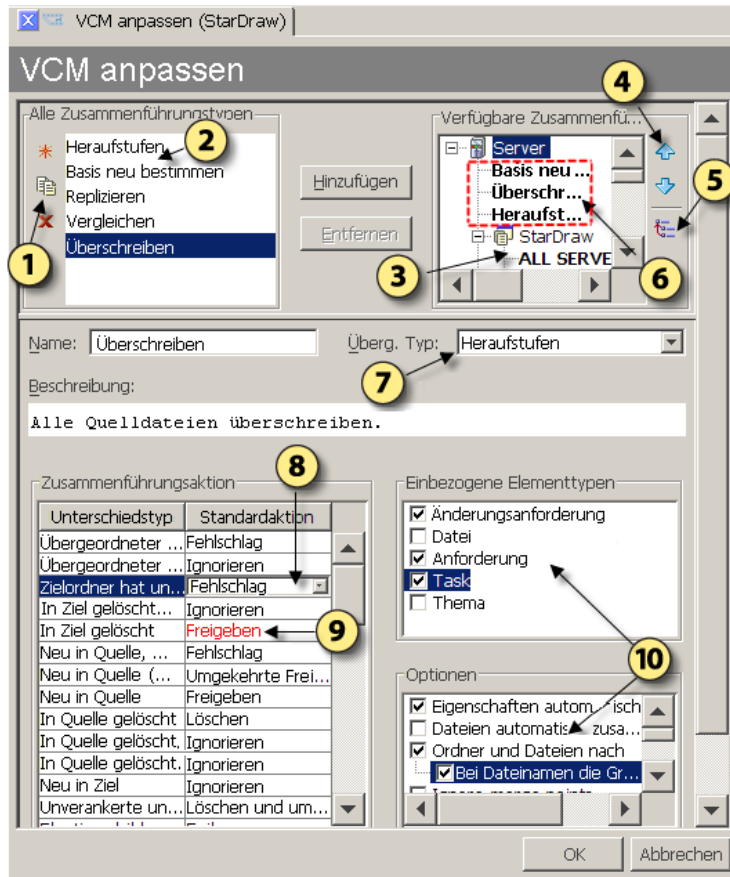 VCM anpassen (StarDraw)
VCM anpassen
Alle Zusammenführungstypen
Heraufstufen
Basis neu bestimmen
Replizieren
Vergleichen
Überschreiben
1
2
Hinzufügen
Entfernen
Verfügbare Zusammenfü...
Server
Basis neu ...
Überschr...
Heraufst...
StarDraw
ALL SERVE
3
4
5
6
Name: Überschreiben
Überg. Typ: Heraufstufen
7
Beschreibung:
Alle Quelldateien überschreiben.
Zusammenführungsaktion
8
Unterschiedstyp Standardaktion
Übergeordneter ... Fehlschlag
Übergeordneter ... Ignorieren
Zielordner hat un... Fehlschlag
In Ziel gelöscht... Ignorieren
In Ziel gelöscht Freigeben
9
Neu in Quelle, ... Fehlschlag
Neu in Quelle (... Umgekehrte Frei...
Neu in Quelle Freigeben
In Quelle gelöscht Löschen
In Quelle gelöscht, Ignorieren
In Quelle gelöscht. Ignorieren
Neu in Ziel Ignorieren
Unverankerte un... Löschen und um...
Einbezogene Elementtypen
Änderungsanforderung
Datei
Anforderung
Task
Thema
10
Optionen
Eigenschaften automatisch
Dateien automatisch zusa...
Ordner und Dateien nach
Bei Dateinamen die Gr...
Ignore merge points
OK
Abbrechen